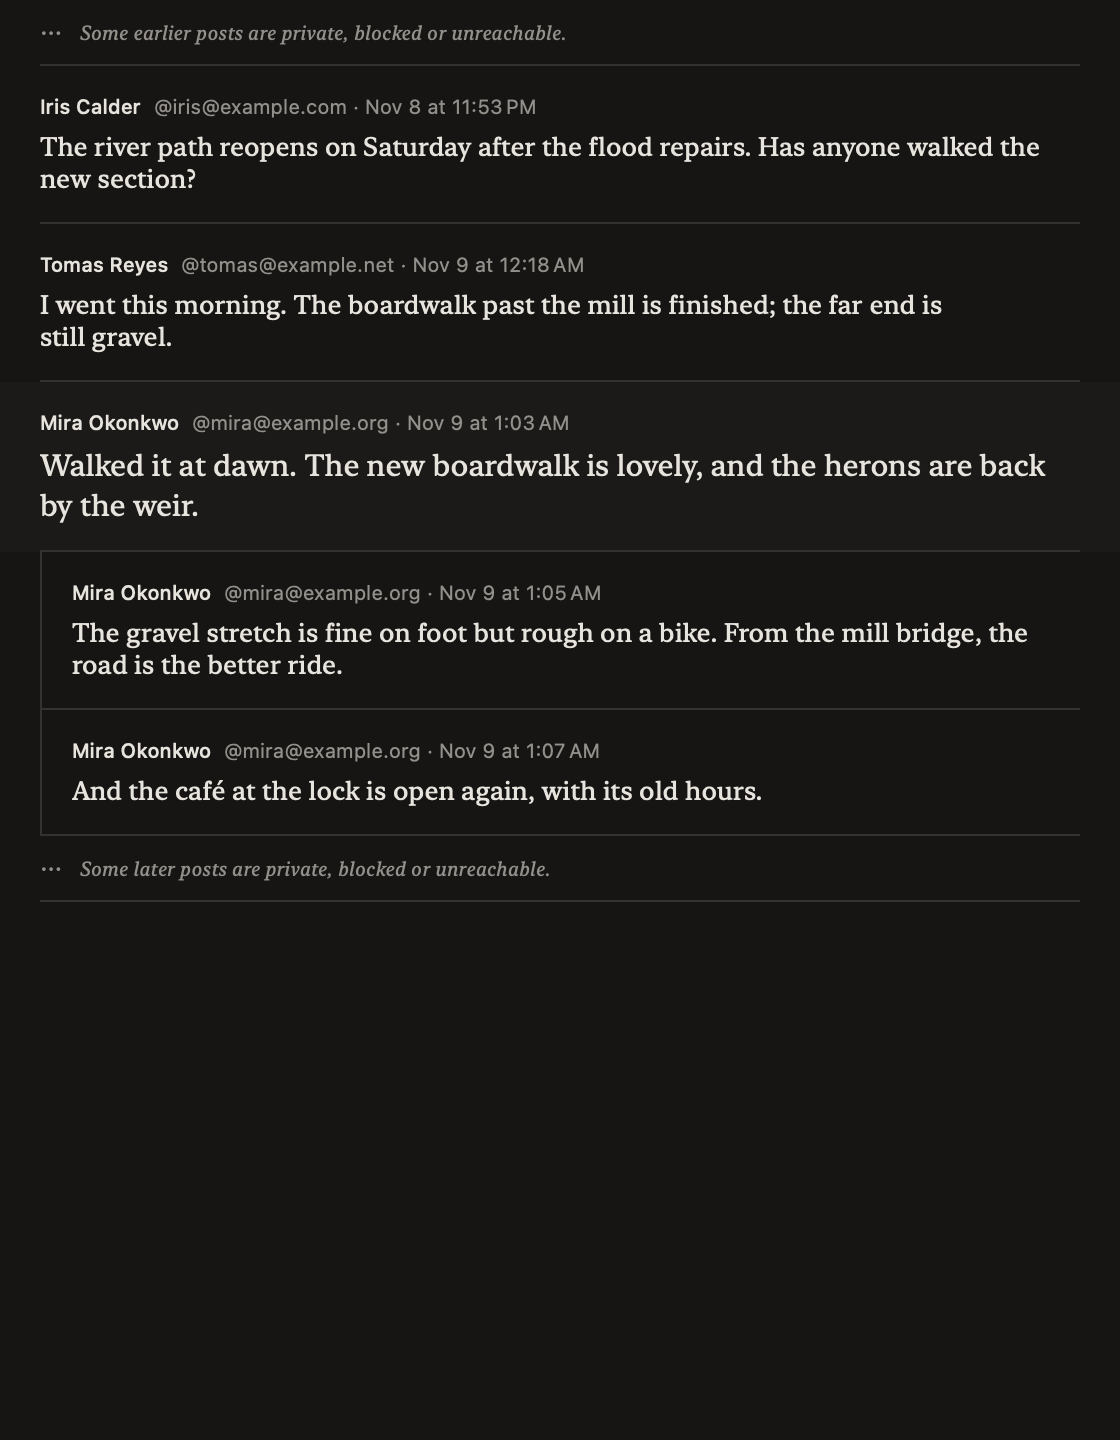 ··· Some earlier posts are private, blocked or unreachable.
Iris Calder @iris@example.com · Nov 8 at 11:53 PM
The river path reopens on Saturday after the flood repairs. Has anyone walked the
new section?
Tomas Reyes @tomas@example.net · Nov 9 at 12:18 AM
I went this morning. The boardwalk past the mill is finished; the far end is
still gravel.
Mira Okonkwo @mira@example.org · Nov 9 at 1:03 AM
Walked it at dawn. The new boardwalk is lovely, and the herons are back
by the weir.
Mira Okonkwo @mira@example.org · Nov 9 at 1:05 AM
The gravel stretch is fine on foot but rough on a bike. From the mill bridge, the
road is the better ride.
Mira Okonkwo @mira@example.org · Nov 9 at 1:07 AM
And the café at the lock is open again, with its old hours.
··· Some later posts are private, blocked or unreachable.